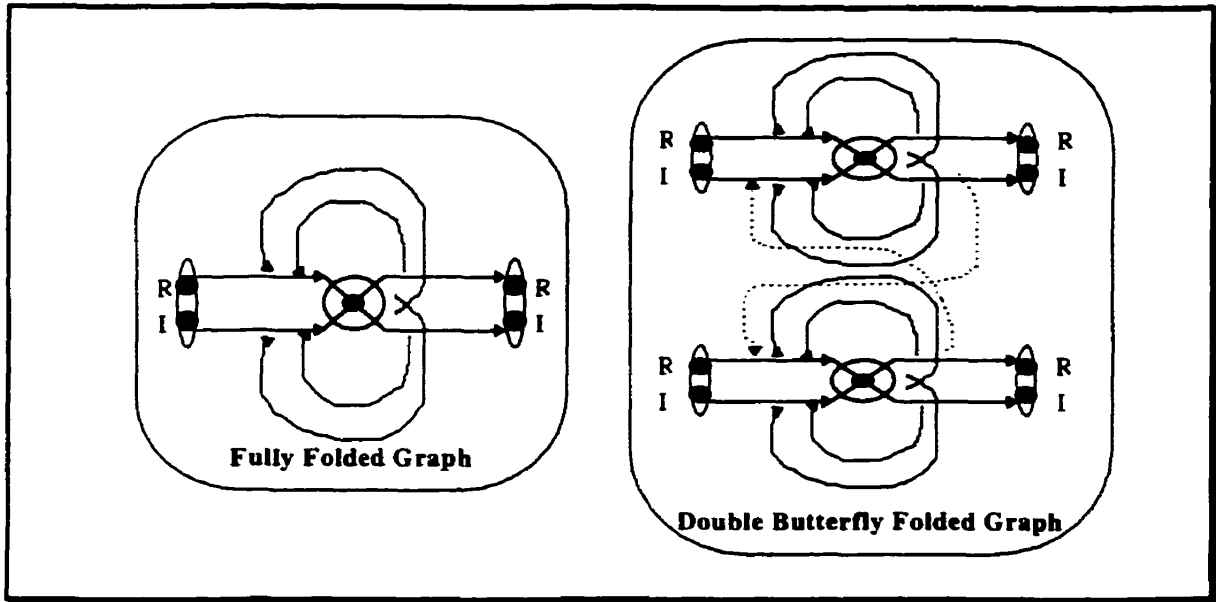 R R
I I
Fully Folded Graph
R R
I I
R R
I I
Double Butterfly Folded Graph